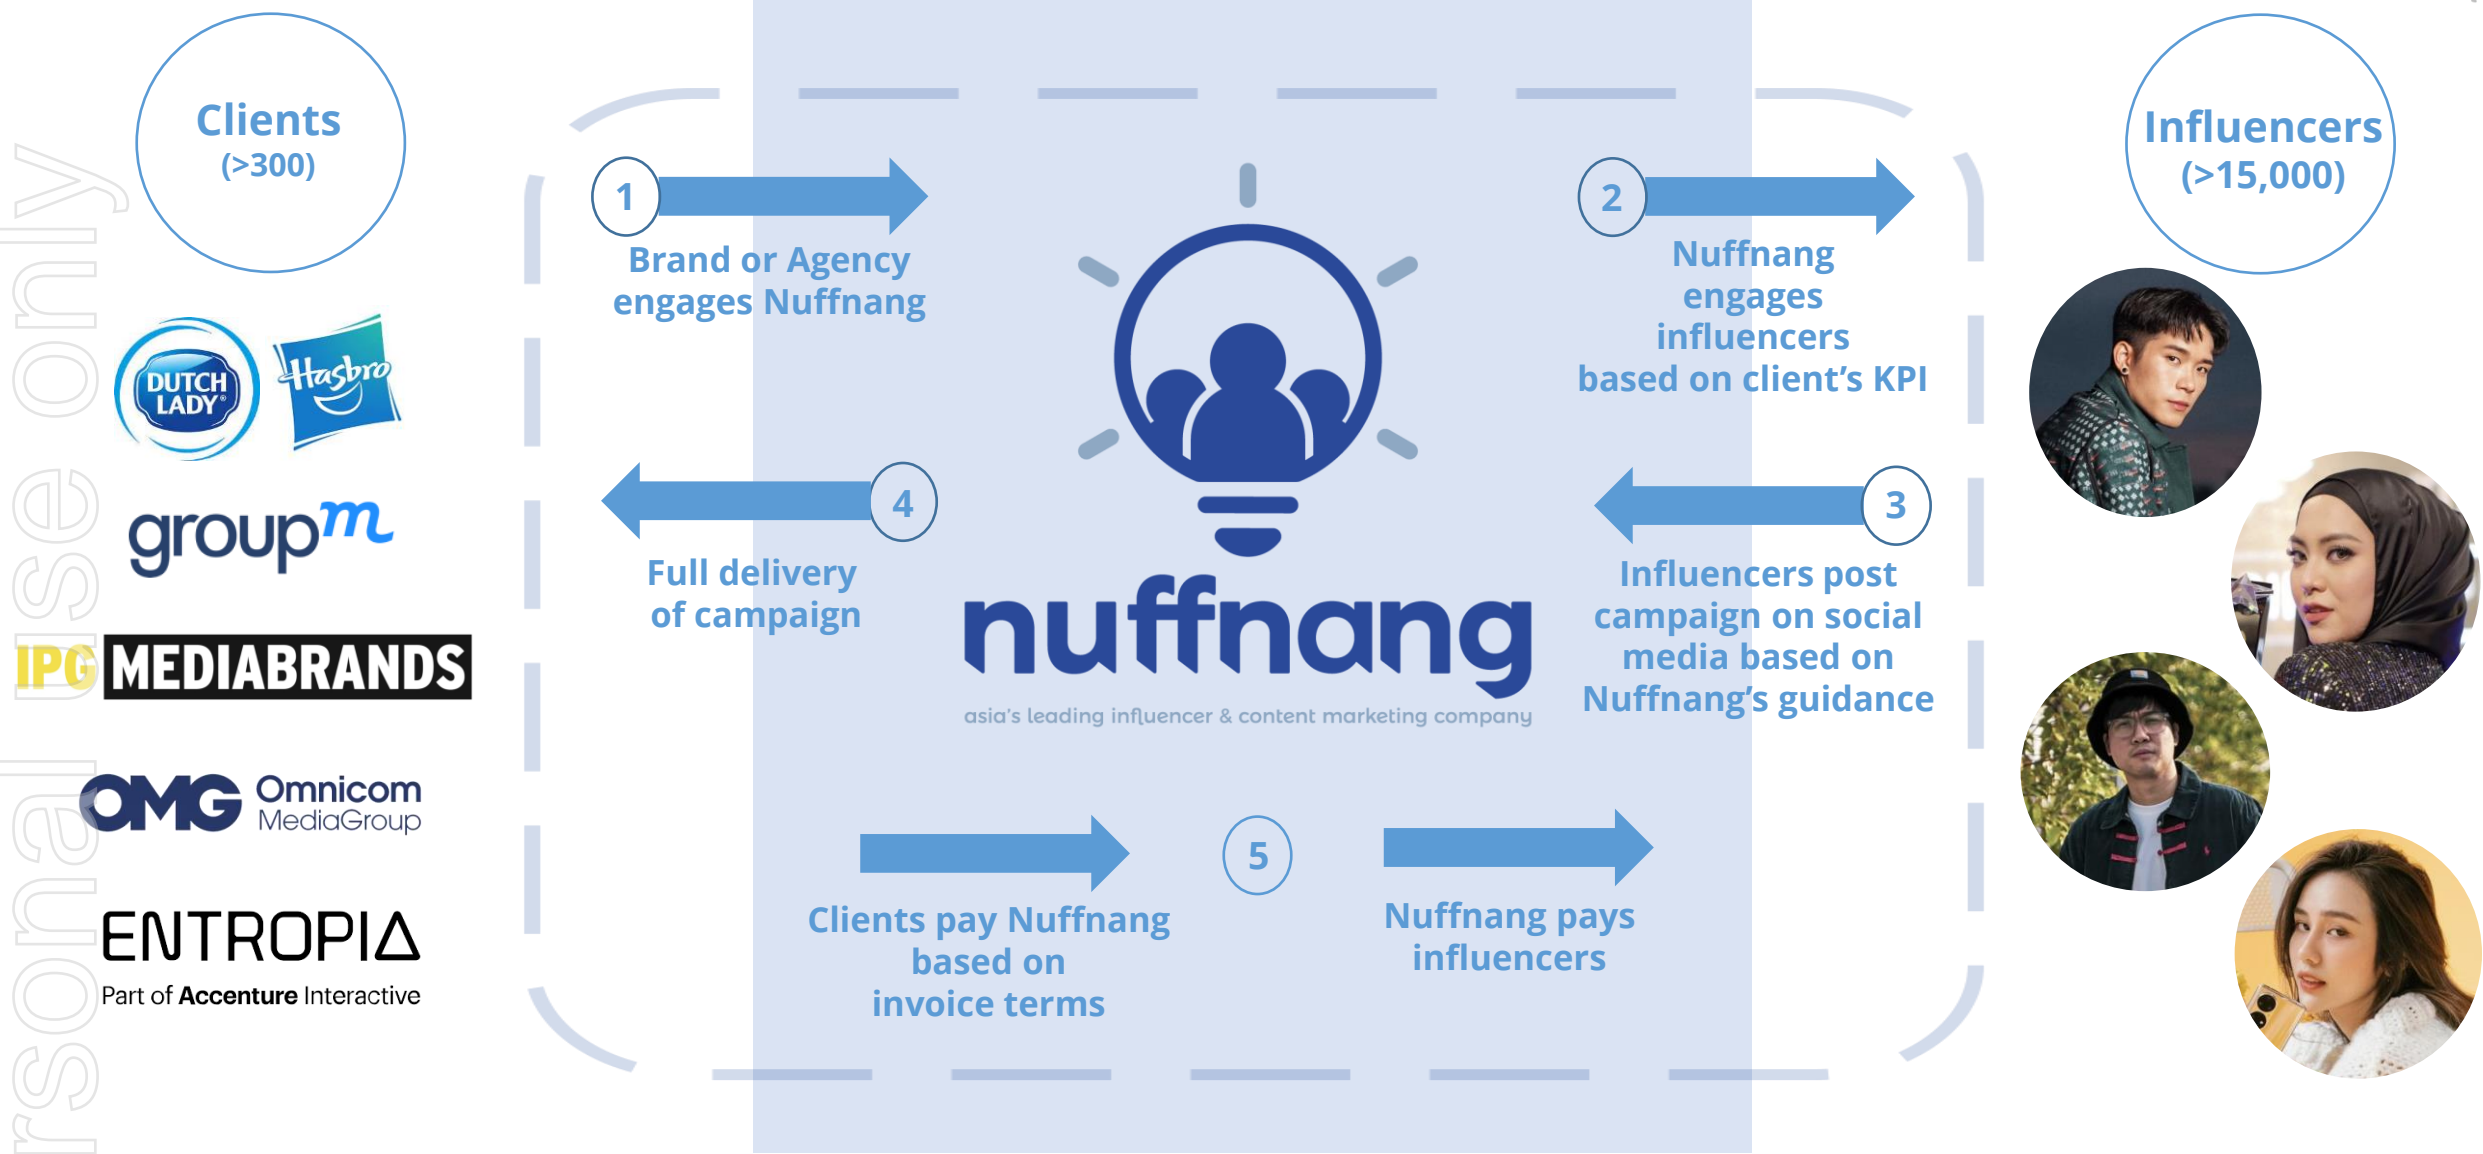 Clients
(>300)
DUTCH
LADY®
Hasbro
groupm
IPG MEDIABRANDS
OMG Omnicom
MediaGroup
ENTROPIA
Part of Accenture Interactive
1
Brand or Agency
engages Nuffnang
2
Nuffnang
engages
influencers
based on client’s KPI
4
Full delivery
of campaign
3
Influencers post
campaign on social
media based on
Nuffnang’s guidance
nuffnang
asia's leading influencer & content marketing company
5
Clients pay Nuffnang
based on
invoice terms
Nuffnang pays
influencers
Influencers
(>15,000)
rsonal use only